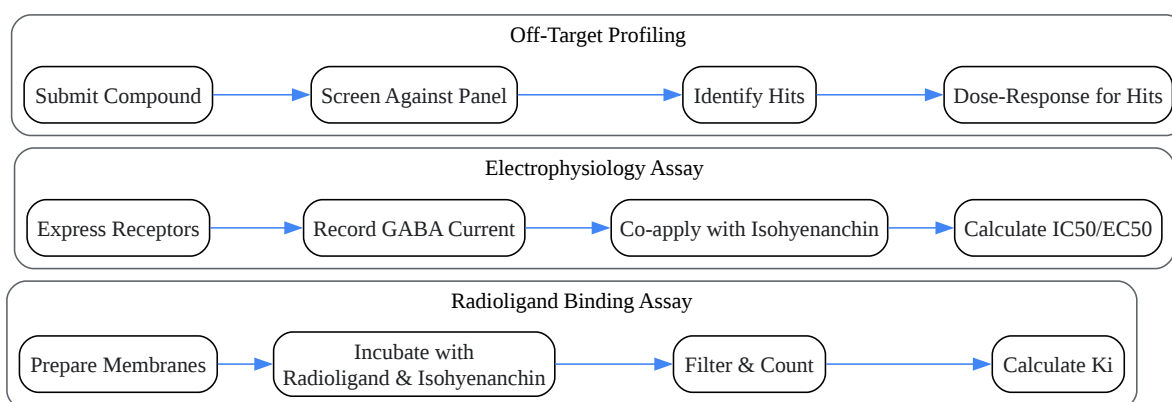 Off-Target Profiling
Submit Compound
Screen Against Panel
Identify Hits
Dose-Response for Hits
Electrophysiology Assay
Express Receptors
Record GABA Current
Co-apply with Isohyenanchin
Calculate IC50/EC50
Radioligand Binding Assay
Prepare Membranes
Incubate with
Radioligand & Isohyenanchin
Filter & Count
Calculate Ki